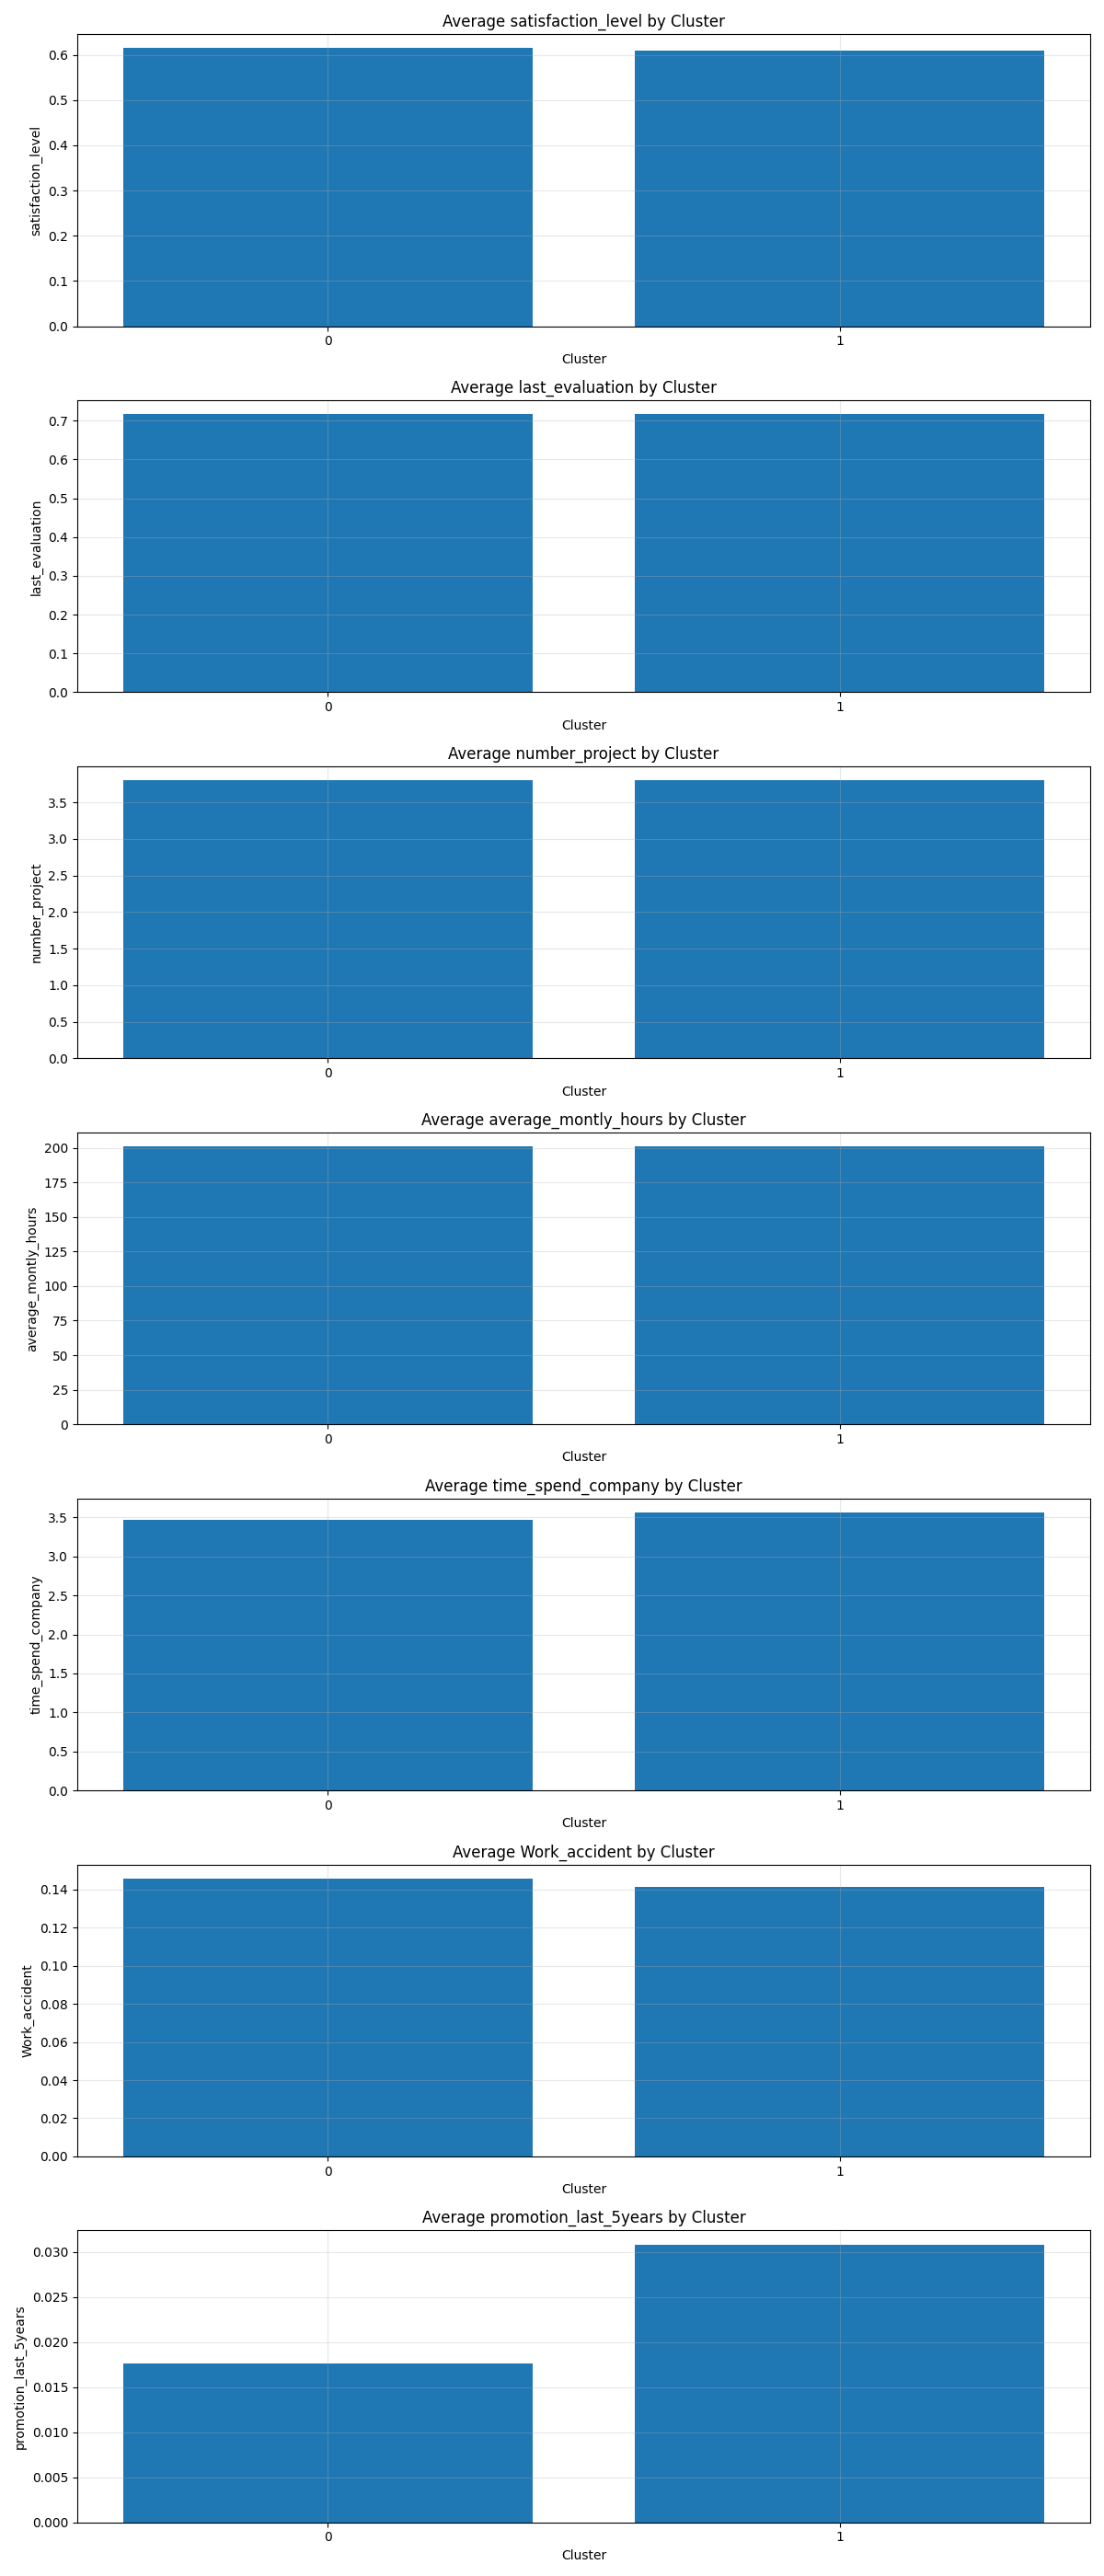 Average satisfaction_level by Cluster
satisfaction_level
0.6
0.5
0.4
0.3
0.2
0.1
0.0
0 1
Cluster
Average last_evaluation by Cluster
last_evaluation
0.7
0.6
0.5
0.4
0.3
0.2
0.1
0.0
0 1
Cluster
Average number_project by Cluster
number_project
3.5
3.0
2.5
2.0
1.5
1.0
0.5
0.0
0 1
Cluster
Average average_montly_hours by Cluster
average_montly_hours
200
175
150
125
100
75
50
25
0
0 1
Cluster
Average time_spend_company by Cluster
time_spend_company
3.5
3.0
2.5
2.0
1.5
1.0
0.5
0.0
0 1
Cluster
Average Work_accident by Cluster
Work_accident
0.14
0.12
0.10
0.08
0.06
0.04
0.02
0.00
0 1
Cluster
Average promotion_last_5years by Cluster
promotion_last_5years
0.030
0.025
0.020
0.015
0.010
0.005
0.000
0 1
Cluster